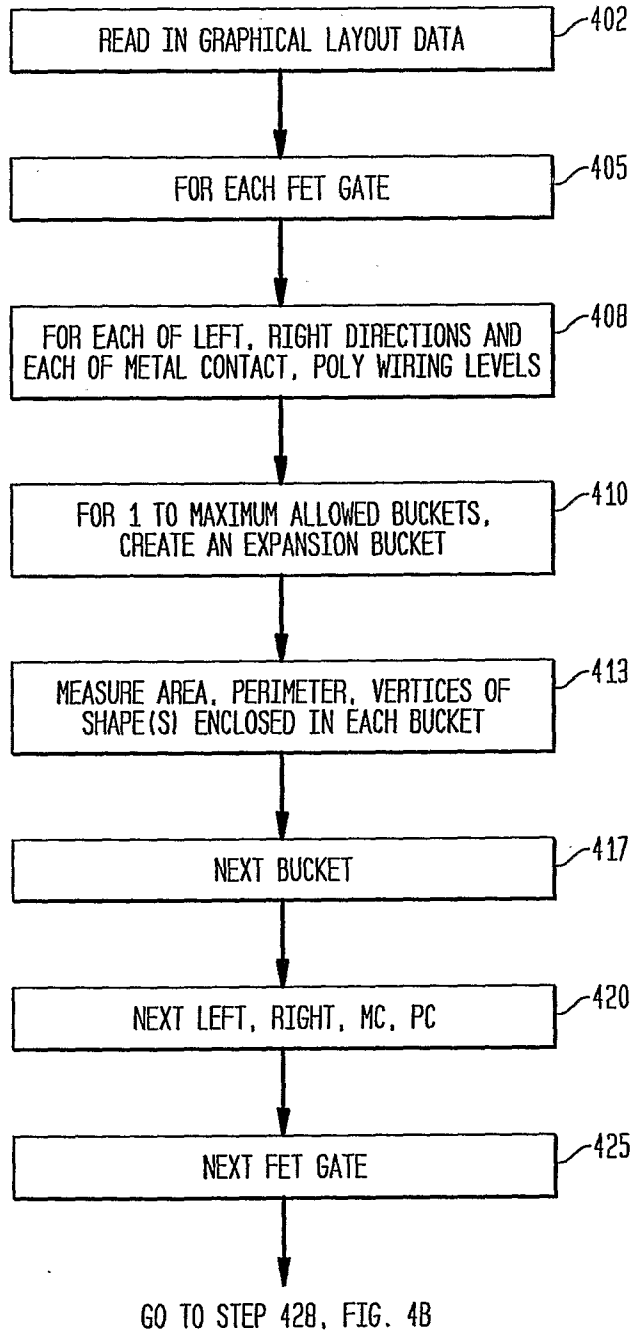 READ IN GRAPHICAL LAYOUT DATA
402
FOR EACH FET GATE
405
FOR EACH OF LEFT, RIGHT DIRECTIONS AND
EACH OF METAL CONTACT, POLY WIRING LEVELS
408
FOR 1 TO MAXIMUM ALLOWED BUCKETS,
CREATE AN EXPANSION BUCKET
410
MEASURE AREA, PERIMETER, VERTICES OF
SHAPE(S) ENCLOSED IN EACH BUCKET
413
NEXT BUCKET
417
NEXT LEFT, RIGHT, MC, PC
420
NEXT FET GATE
425
GO TO STEP 428, FIG. 4B